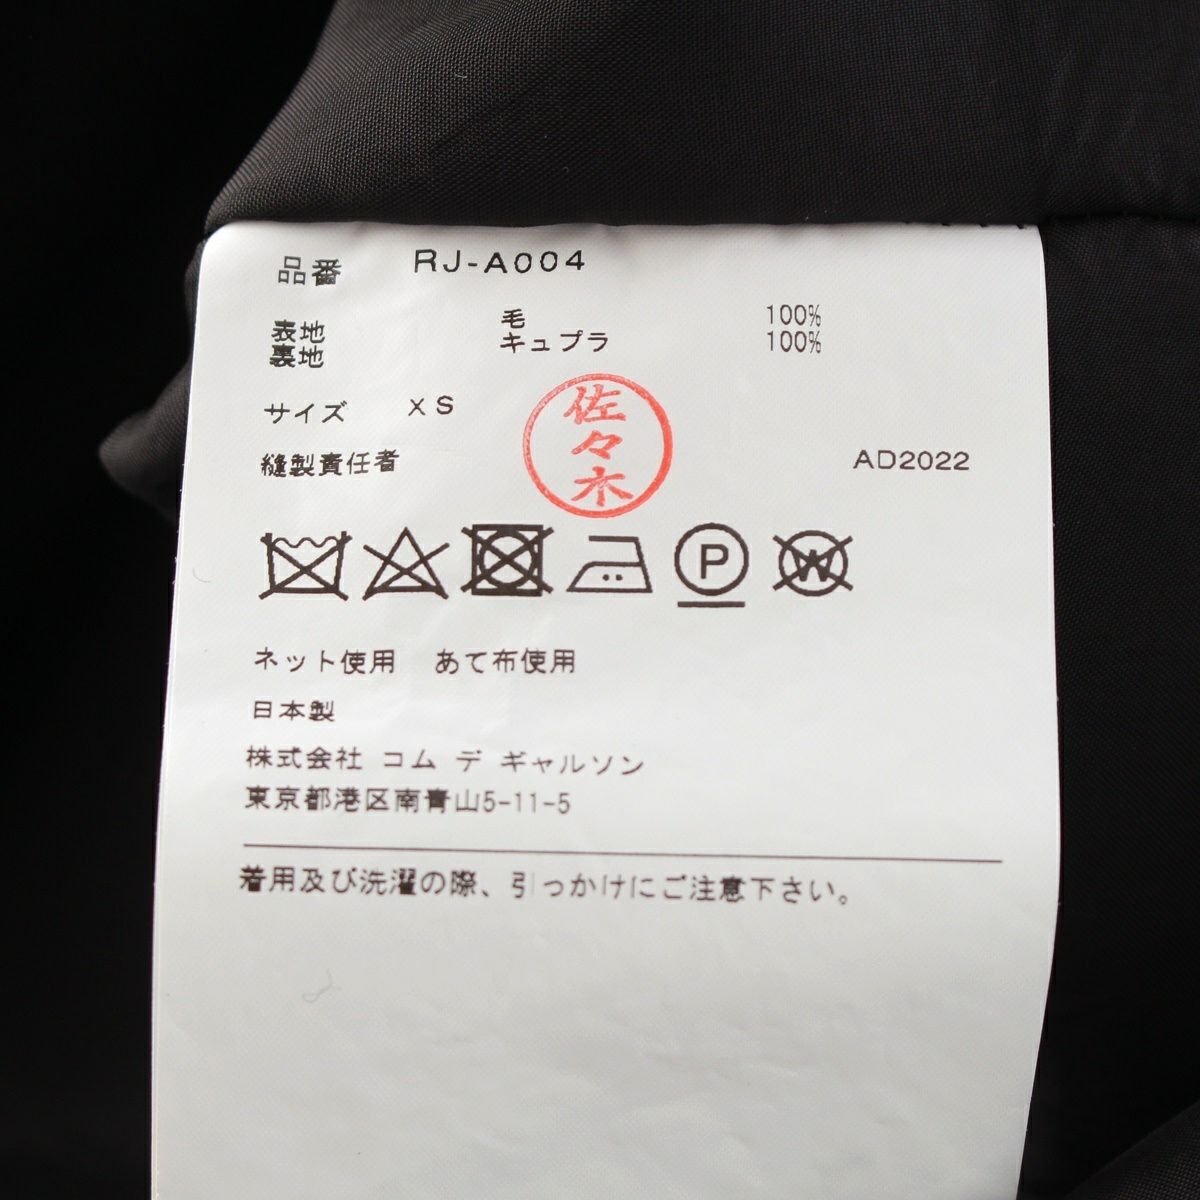 品番 RJ-A004
表地 毛 100%
裏地 キュプラ 100%
サイズ XS
縫製責任者 佐々木 AD2022
P W
ネット使用 あて布使用
日本製
株式会社 コム デ ギャルソン
東京都港区南青山5-11-5
着用及び洗濯の際、引っかけにご注意下さい。